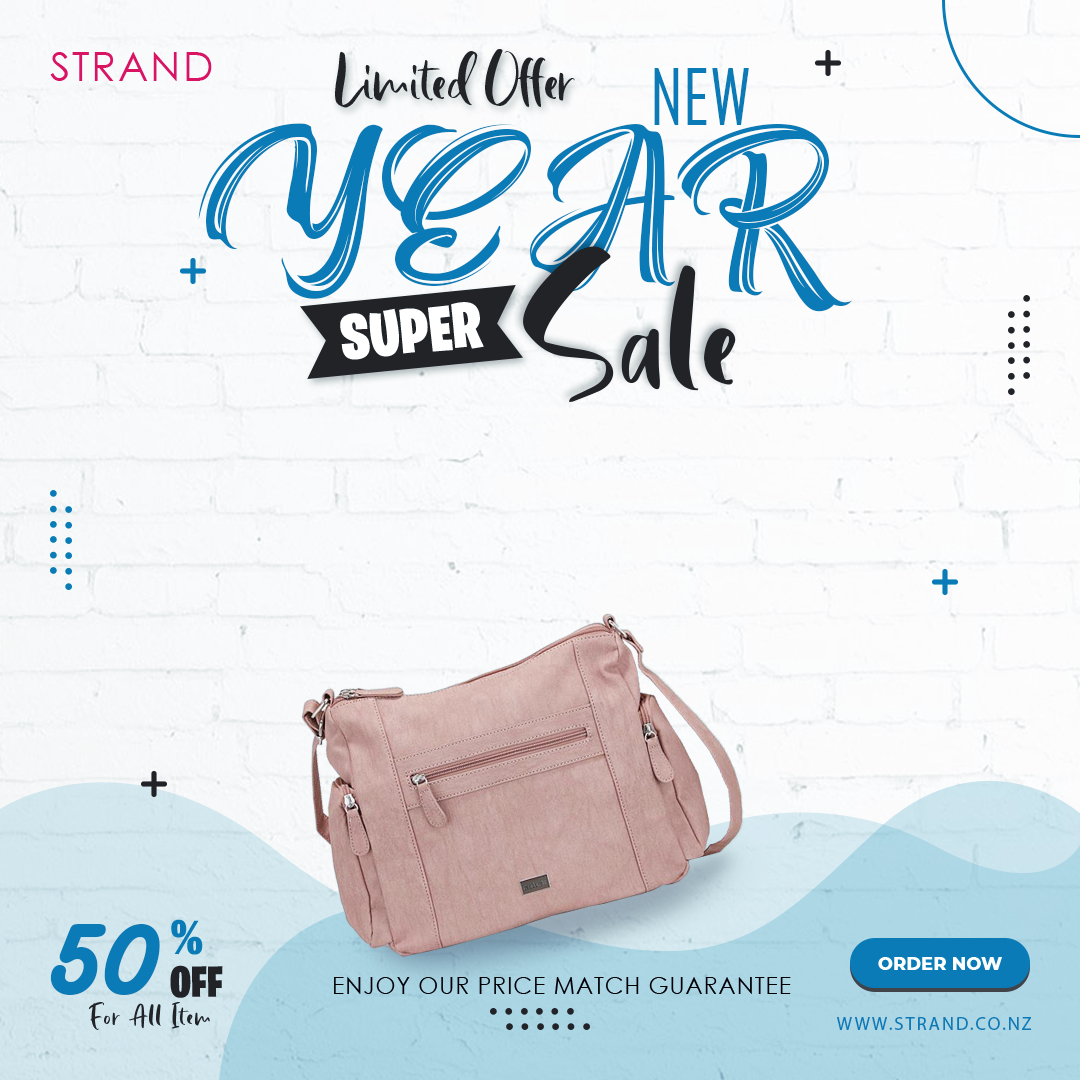 STRAND
Limited Offer
NEW
YEAR
SUPER
Sale
50%
OFF
For All Item
ENJOY OUR PRICE MATCH GUARANTEE
ORDER NOW
WWW.STRAND.CO.NZ